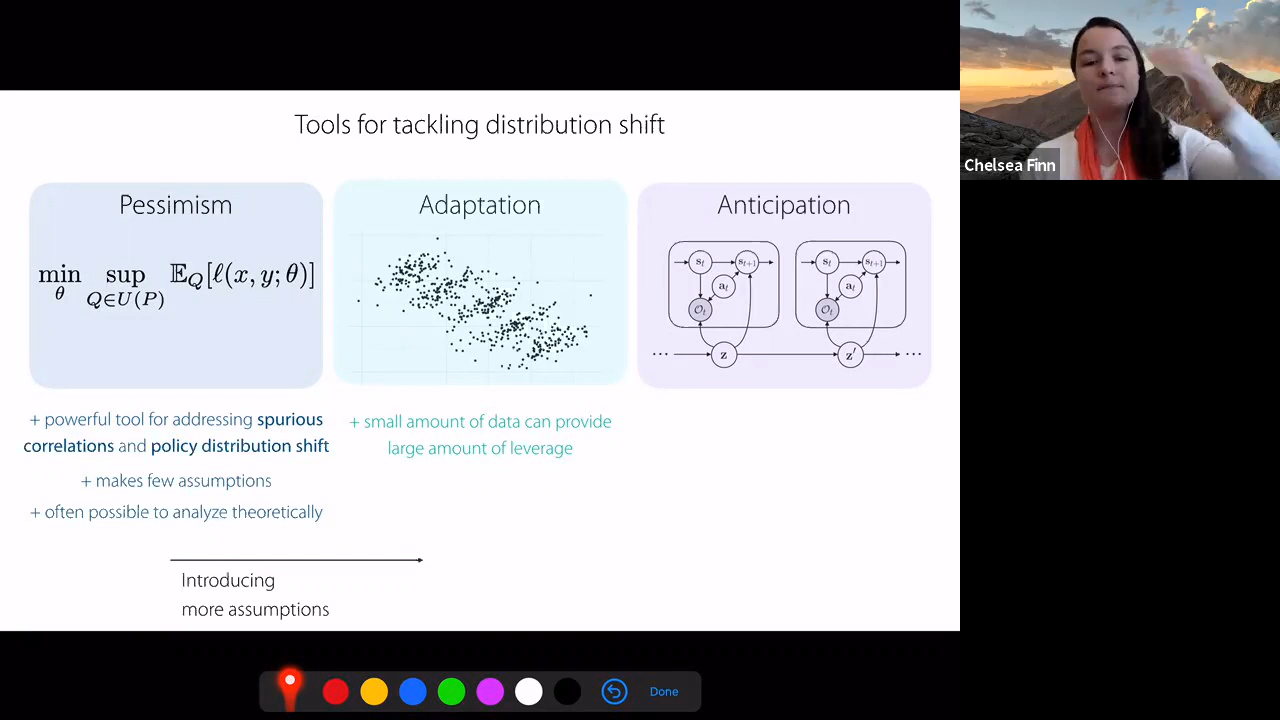 Tools for tackling distribution shift
Pessimism
min sup 𝔼_Q[ℓ(x, y; θ)]
θ Q∈U(P)
+ powerful tool for addressing spurious
correlations and policy distribution shift
+ makes few assumptions
+ often possible to analyze theoretically
Adaptation
+ small amount of data can provide
large amount of leverage
Anticipation
s_t s_{t+1} s_t s_{t+1}
a_t a_t
𝒪_t 𝒪_t
... z z′ ...
Introducing
more assumptions
Chelsea Finn
Done